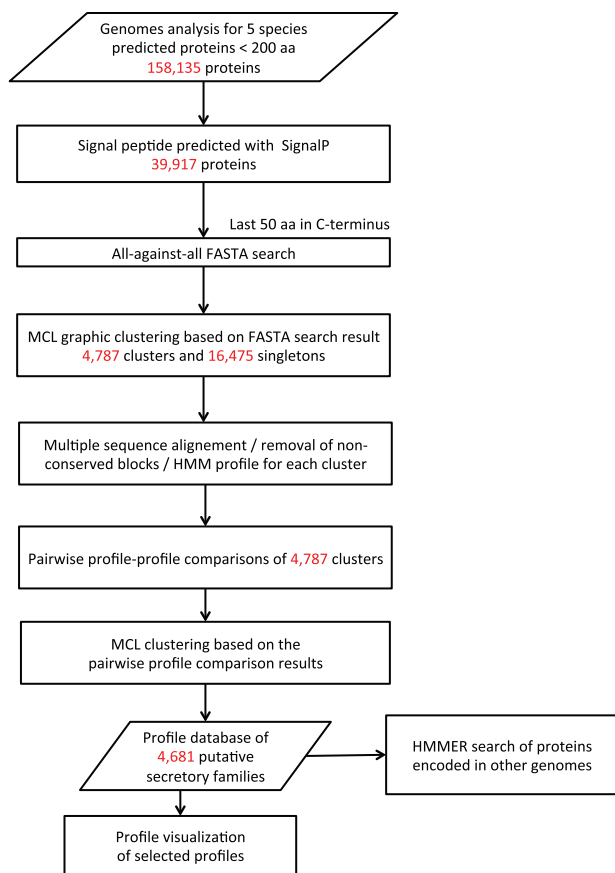 Genomes analysis for 5 species
predicted proteins < 200 aa
158,135 proteins
Signal peptide predicted with SignalP
39,917 proteins
Last 50 aa in C-terminus
All-against-all FASTA search
MCL graphic clustering based on FASTA search result
4,787 clusters and 16,475 singletons
Multiple sequence alignement / removal of non-
conserved blocks / HMM profile for each cluster
Pairwise profile-profile comparisons of 4,787 clusters
MCL clustering based on the
pairwise profile comparison results
Profile database of
4,681 putative
secretory families
HMMER search of proteins
encoded in other genomes
Profile visualization
of selected profiles